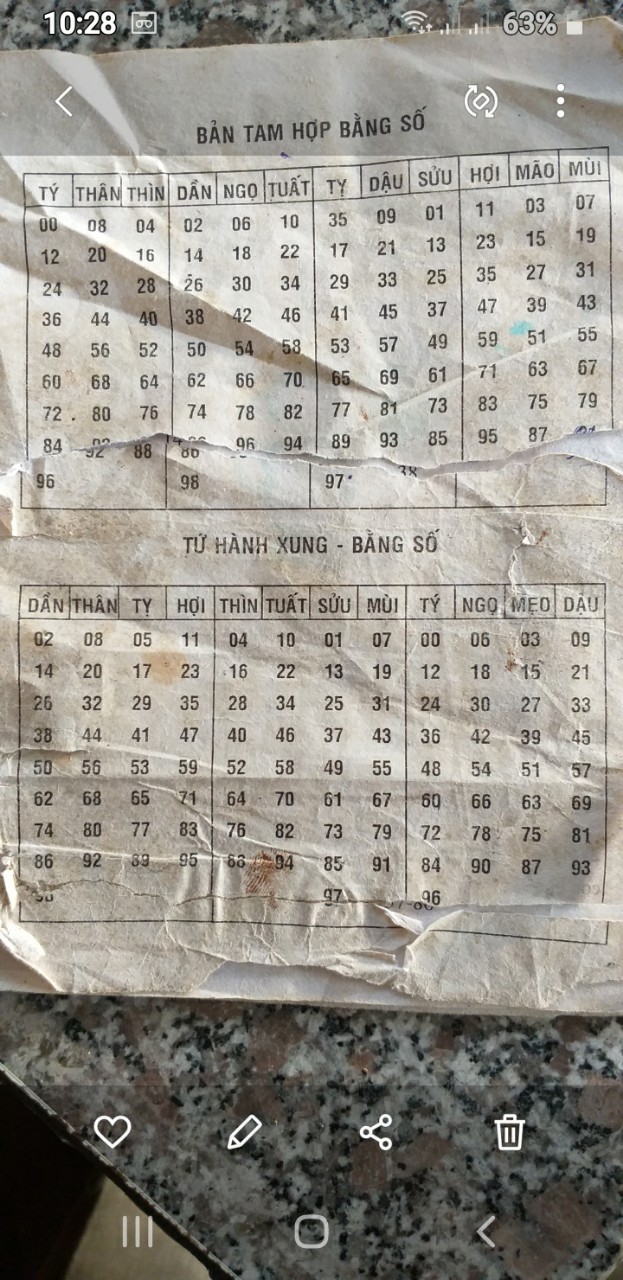 10:28 63%
BẢN TAM HỢP BẰNG SỐ
TÝ THÂN THÌN DẦN NGỌ TUẤT TỴ DẬU SỬU HỢI MÃO MÙI
00 08 04 02 06 10 35 09 01 11 03 07
12 20 16 14 18 22 17 21 13 23 15 19
24 32 28 26 30 34 29 33 25 35 27 31
36 44 40 38 42 46 41 45 37 47 39 43
48 56 52 50 54 58 53 57 49 59 51 55
60 68 64 62 66 70 65 69 61 71 63 67
72 80 76 74 78 82 77 81 73 83 75 79
84 92 88 86 96 94 89 93 85 95 87
96 98 97 38
TỨ HÀNH XUNG - BẰNG SỐ
DẦN THÂN TỴ HỢI THÌN TUẤT SỬU MÙI TÝ NGỌ MẸO DẬU
02 08 05 11 04 10 01 07 00 06 03 09
14 20 17 23 16 22 13 19 12 18 15 21
26 32 29 35 28 34 25 31 24 30 27 33
38 44 41 47 40 46 37 43 36 42 39 45
50 56 53 59 52 58 49 55 48 54 51 57
62 68 65 71 64 70 61 67 60 66 63 69
74 80 77 83 76 82 73 79 72 78 75 81
86 92 89 95 88 94 85 91 84 90 87 93
97 96